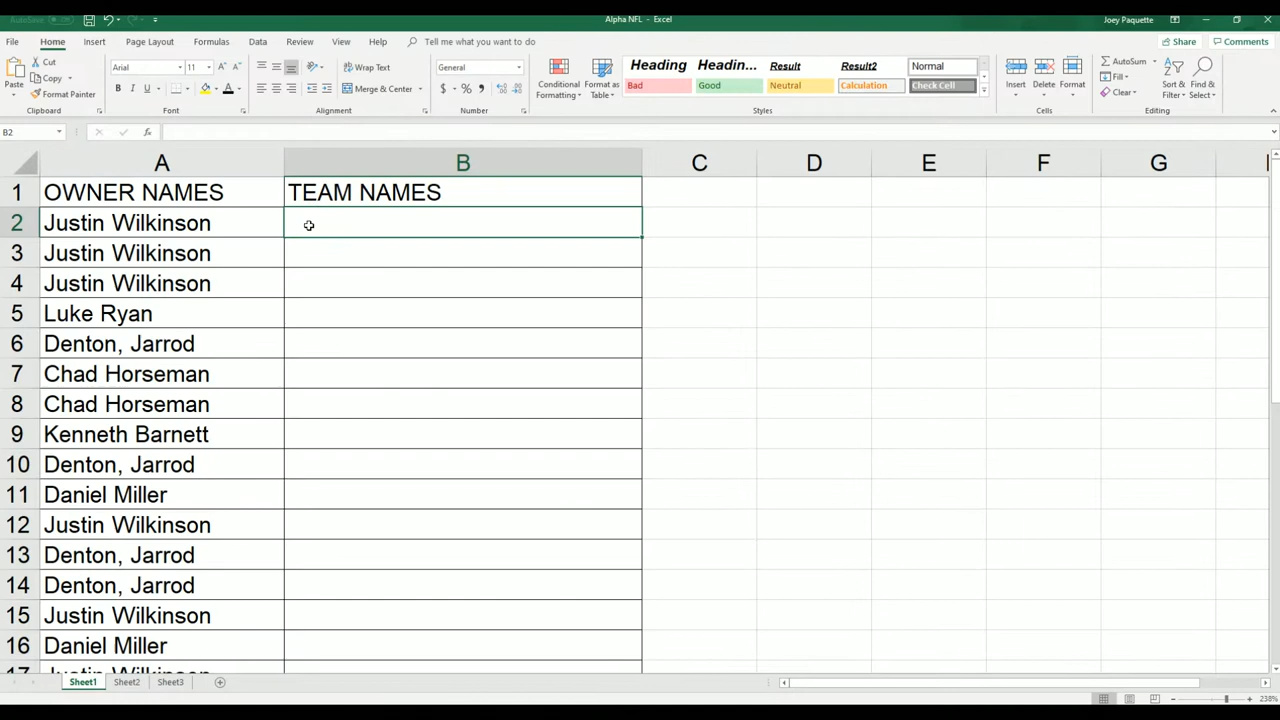 AutoSave
Alpha NFL - Excel
Joey Paquette
File Home Insert Page Layout Formulas Data Review View Help Tell me what you want to do
Share Comments
Paste
Cut
Copy
Format Painter
Clipboard
Arial 11
B I U
Font
Wrap Text
Merge & Center
Alignment
General
$ % ,
Number
Conditional Formatting
Format as Table
Heading Headin... Result Result2 Normal
Bad Good Neutral Calculation Check Cell
Styles
Insert Delete Format
Cells
AutoSum
Fill
Clear
Sort & Filter
Find & Select
Editing
B2 fx
A B C D E F G
1 OWNER NAMES TEAM NAMES
2 Justin Wilkinson
3 Justin Wilkinson
4 Justin Wilkinson
5 Luke Ryan
6 Denton, Jarrod
7 Chad Horseman
8 Chad Horseman
9 Kenneth Barnett
10 Denton, Jarrod
11 Daniel Miller
12 Justin Wilkinson
13 Denton, Jarrod
14 Denton, Jarrod
15 Justin Wilkinson
16 Daniel Miller
17 Justin Wilkinson
Sheet1 Sheet2 Sheet3
238%